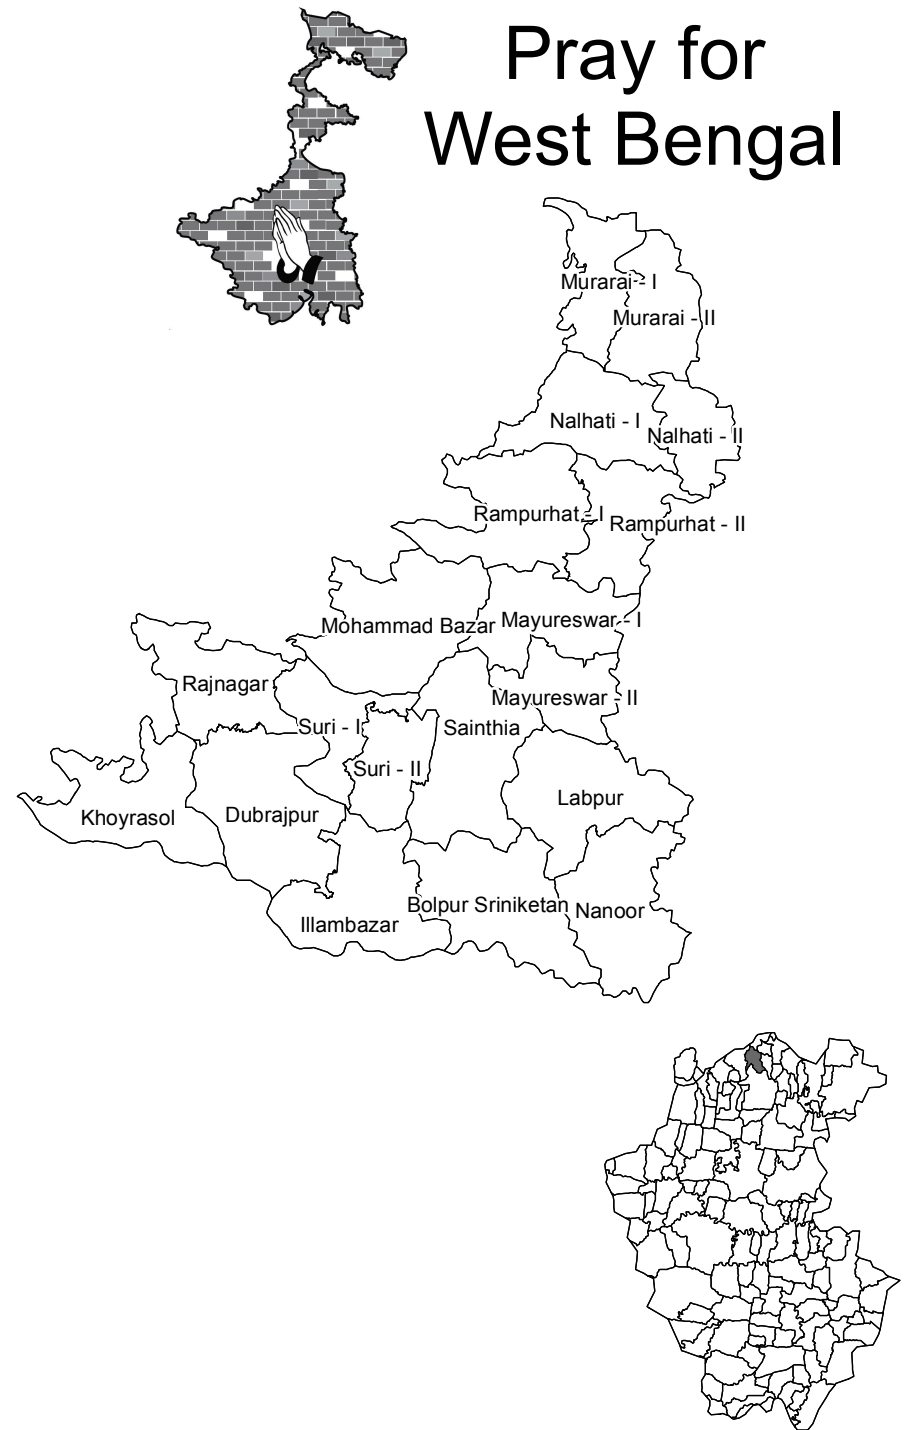 Pray for
West Bengal
Murarai - I
Murarai - II
Nalhati - I
Nalhati - II
Rampurhat - I
Rampurhat - II
Mohammad Bazar
Mayureswar - I
Rajnagar
Mayureswar - II
Suri - I
Sainthia
Suri - II
Labpur
Khoyrasol
Dubrajpur
Bolpur Sriniketan
Nanoor
Illambazar